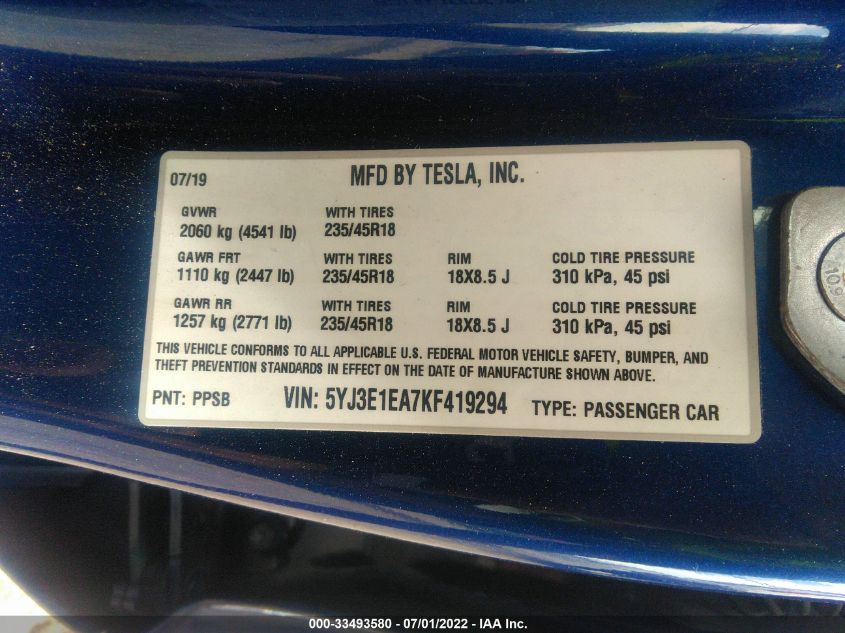 07/19 MFD BY TESLA, INC.
GVWR WITH TIRES
2060 kg (4541 lb) 235/45R18
GAWR FRT WITH TIRES RIM COLD TIRE PRESSURE
1110 kg (2447 lb) 235/45R18 18X8.5 J 310 kPa, 45 psi
GAWR RR WITH TIRES RIM COLD TIRE PRESSURE
1257 kg (2771 lb) 235/45R18 18X8.5 J 310 kPa, 45 psi
THIS VEHICLE CONFORMS TO ALL APPLICABLE U.S. FEDERAL MOTOR VEHICLE SAFETY, BUMPER, AND
THEFT PREVENTION STANDARDS IN EFFECT ON THE DATE OF MANUFACTURE SHOWN ABOVE.
PNT: PPSB VIN: 5YJ3E1EA7KF419294 TYPE: PASSENGER CAR
10.9
000-33493580 - 07/01/2022 - IAA Inc.